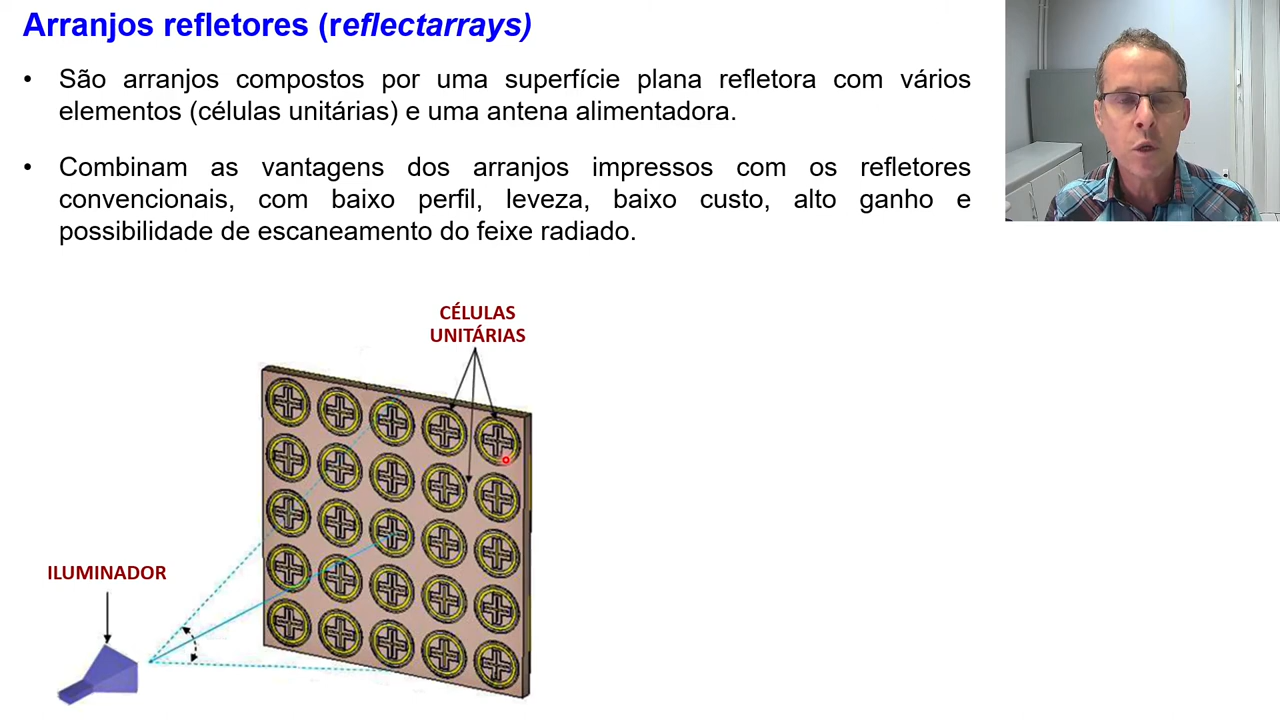 Arranjos refletores (reflectarrays)
• São arranjos compostos por uma superfície plana refletora com vários
elementos (células unitárias) e uma antena alimentadora.
• Combinam as vantagens dos arranjos impressos com os refletores
convencionais, com baixo perfil, leveza, baixo custo, alto ganho e
possibilidade de escaneamento do feixe radiado.
CÉLULAS
UNITÁRIAS
ILUMINADOR